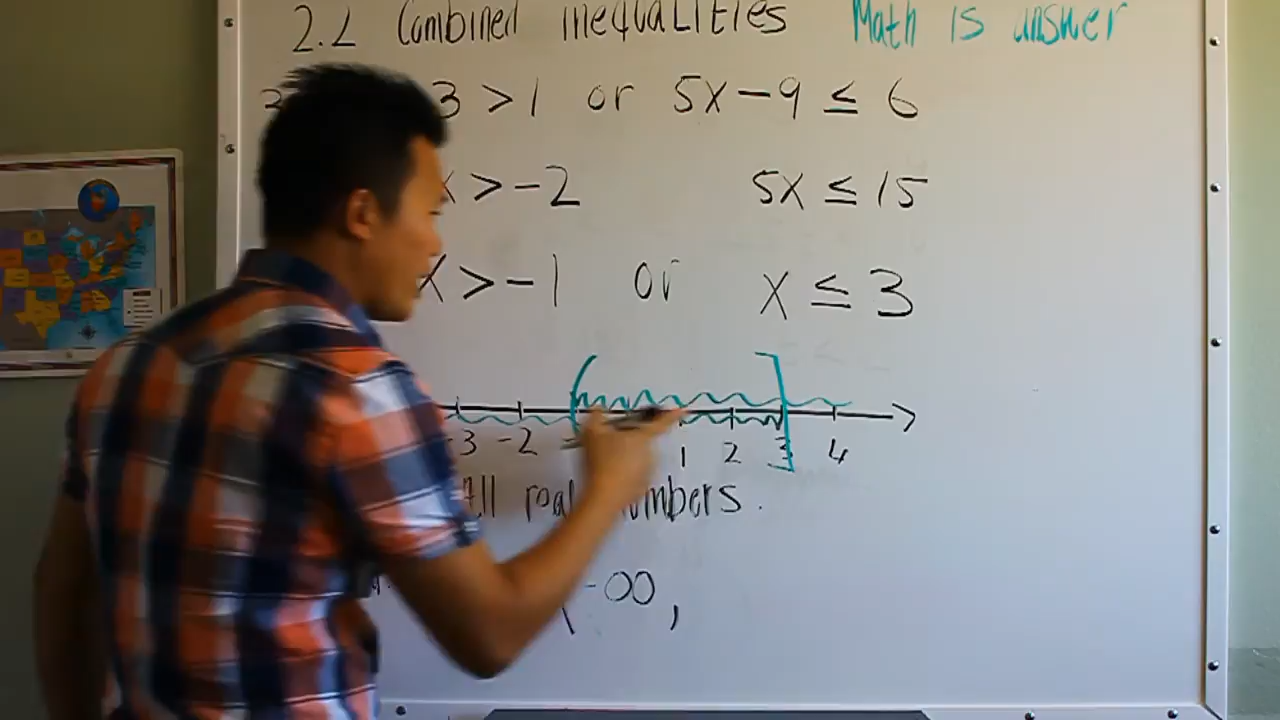 2.2 Combined inequalities Math is answer
3 > 1 or 5x - 9 ≤ 6
x > -2 5x ≤ 15
x > -1 or x ≤ 3
-3 -2 1 2 3 4
All real numbers.
(-∞,